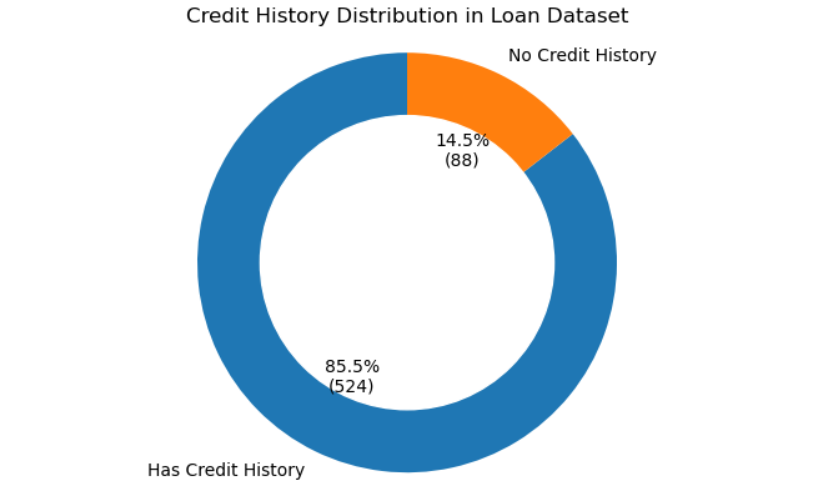 Credit History Distribution in Loan Dataset
No Credit History
14.5%
(88)
85.5%
(524)
Has Credit History